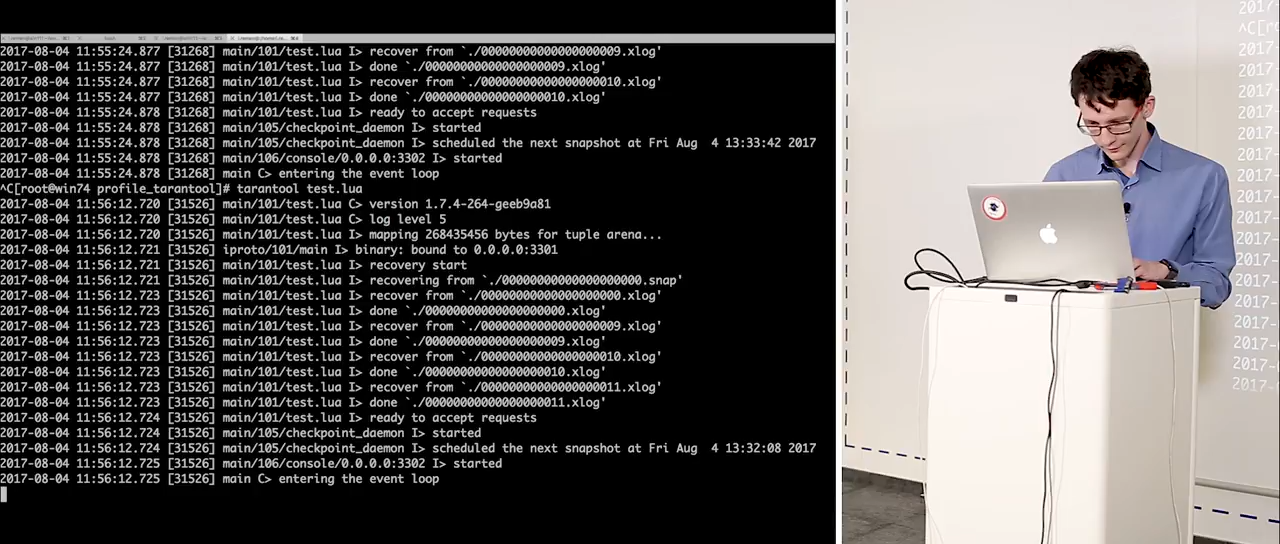 2017-08-04 11:55:24.877 [31268] main/101/test.lua I> recover from `./00000000000000000009.xlog'
2017-08-04 11:55:24.877 [31268] main/101/test.lua I> done `./00000000000000000009.xlog'
2017-08-04 11:55:24.877 [31268] main/101/test.lua I> recover from `./00000000000000000010.xlog'
2017-08-04 11:55:24.877 [31268] main/101/test.lua I> done `./00000000000000000010.xlog'
2017-08-04 11:55:24.878 [31268] main/101/test.lua I> ready to accept requests
2017-08-04 11:55:24.878 [31268] main/105/checkpoint_daemon I> started
2017-08-04 11:55:24.878 [31268] main/105/checkpoint_daemon I> scheduled the next snapshot at Fri Aug  4 13:33:42 2017
2017-08-04 11:55:24.878 [31268] main/106/console/0.0.0.0:3302 I> started
2017-08-04 11:55:24.878 [31268] main C> entering the event loop
^C[root@win74 profile_tarantool]# tarantool test.lua
2017-08-04 11:56:12.720 [31526] main/101/test.lua C> version 1.7.4-264-geeb9a81
2017-08-04 11:56:12.720 [31526] main/101/test.lua C> log level 5
2017-08-04 11:56:12.720 [31526] main/101/test.lua I> mapping 268435456 bytes for tuple arena...
2017-08-04 11:56:12.721 [31526] iproto/101/main I> binary: bound to 0.0.0.0:3301
2017-08-04 11:56:12.721 [31526] main/101/test.lua I> recovery start
2017-08-04 11:56:12.721 [31526] main/101/test.lua I> recovering from `./00000000000000000000.snap'
2017-08-04 11:56:12.723 [31526] main/101/test.lua I> recover from `./00000000000000000000.xlog'
2017-08-04 11:56:12.723 [31526] main/101/test.lua I> done `./00000000000000000000.xlog'
2017-08-04 11:56:12.723 [31526] main/101/test.lua I> recover from `./00000000000000000009.xlog'
2017-08-04 11:56:12.723 [31526] main/101/test.lua I> done `./00000000000000000009.xlog'
2017-08-04 11:56:12.723 [31526] main/101/test.lua I> recover from `./00000000000000000010.xlog'
2017-08-04 11:56:12.723 [31526] main/101/test.lua I> done `./00000000000000000010.xlog'
2017-08-04 11:56:12.723 [31526] main/101/test.lua I> recover from `./00000000000000000011.xlog'
2017-08-04 11:56:12.723 [31526] main/101/test.lua I> done `./00000000000000000011.xlog'
2017-08-04 11:56:12.724 [31526] main/101/test.lua I> ready to accept requests
2017-08-04 11:56:12.724 [31526] main/105/checkpoint_daemon I> started
2017-08-04 11:56:12.724 [31526] main/105/checkpoint_daemon I> scheduled the next snapshot at Fri Aug  4 13:32:08 2017
2017-08-04 11:56:12.725 [31526] main/106/console/0.0.0.0:3302 I> started
2017-08-04 11:56:12.725 [31526] main C> entering the event loop